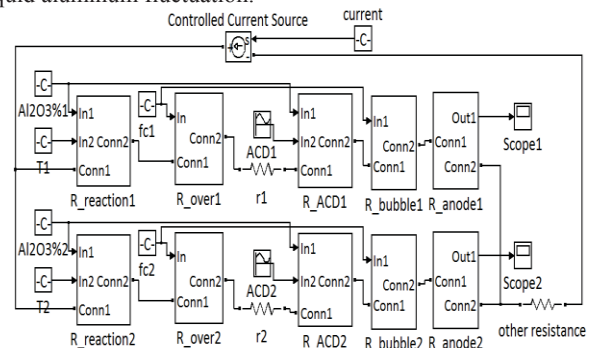 quid aluminum fluctuation.
Controlled Current Source
current
s
-
-C-
-C-
Al2O3%1
-C-
T1
In1
In2 Conn2
Conn1
R_reaction1
-C-
fc1
In
Conn2
Conn1
R_over1
ACD1
r1
In1
In2 Conn2
Conn1
R_ACD1
In1
Conn2
Conn1
R_bubble1
Out1
Conn1
Conn2
R_anode1
Scope1
-C-
Al2O3%2
-C-
T2
In1
In2 Conn2
Conn1
R_reaction2
-C-
fc2
In
Conn2
Conn1
R_over2
ACD2
r2
In1
In2 Conn2
Conn1
R_ACD2
In1
Conn2
Conn1
R_bubble2
Out1
Conn1
Conn2
R_anode2
Scope2
other resistance